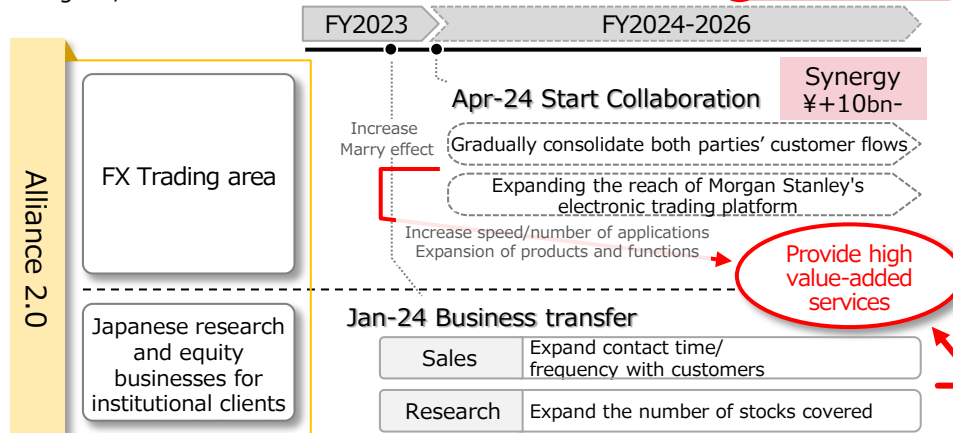 FY2023
FY2024-2026
Synergy
¥+10bn-
Apr-24 Start Collaboration
Increase
Marry effect
Gradually consolidate both parties' customer flows
Alliance 2.0
FX Trading area
Expanding the reach of Morgan Stanley's
electronic trading platform
Increase speed/number of applications
Expansion of products and functions
Provide high
value-added
services
Jan-24 Business transfer
Japanese research
and equity
businesses for
institutional clients
Sales
Expand contact time/
frequency with customers
Research
Expand the number of stocks covered